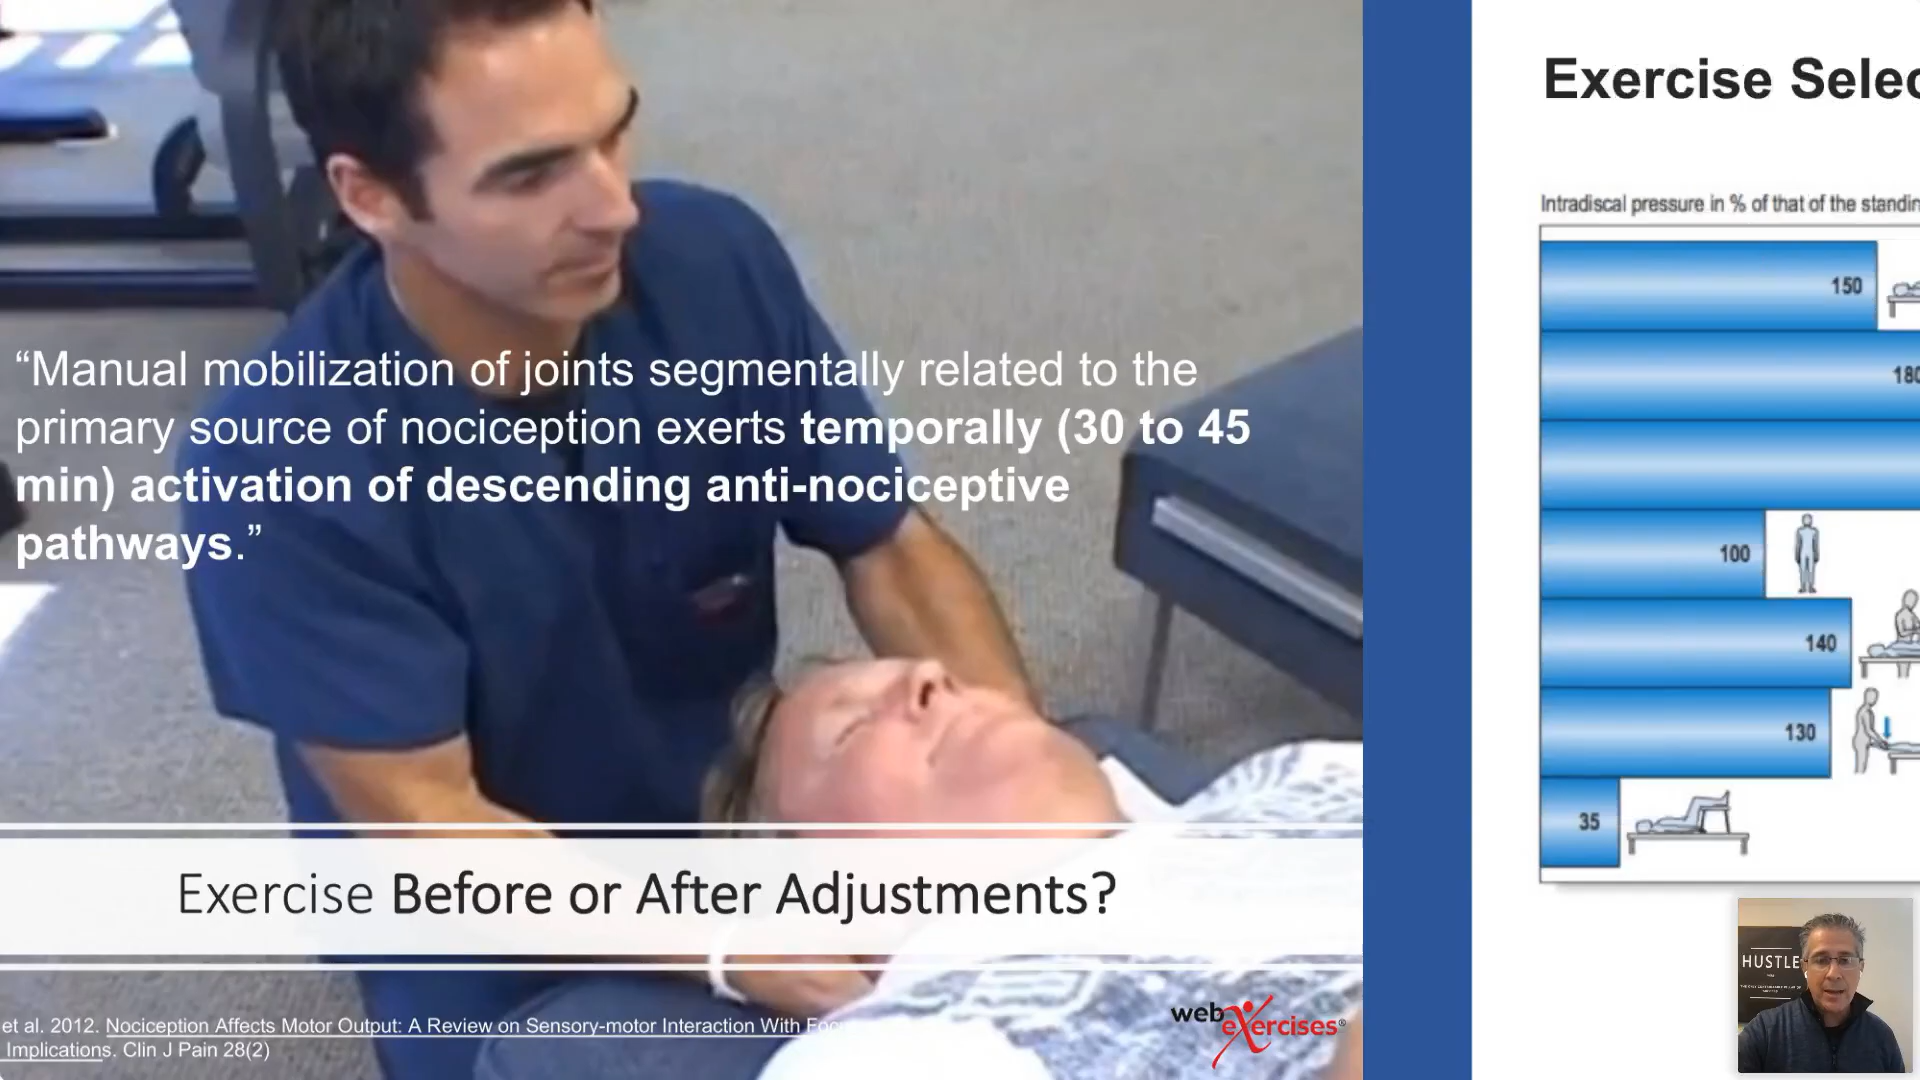 “Manual mobilization of joints segmentally related to the
primary source of nociception exerts temporally (30 to 45
min) activation of descending anti-nociceptive
pathways.”
Exercise Before or After Adjustments?
et al. 2012. Nociception Affects Motor Output: A Review on Sensory-motor Interaction With
Implications. Clin J Pain 28(2)
webexercises®
Exercise
Intradiscal pressure in % of that of the
150
180
100
140
130
35
HUSTLE